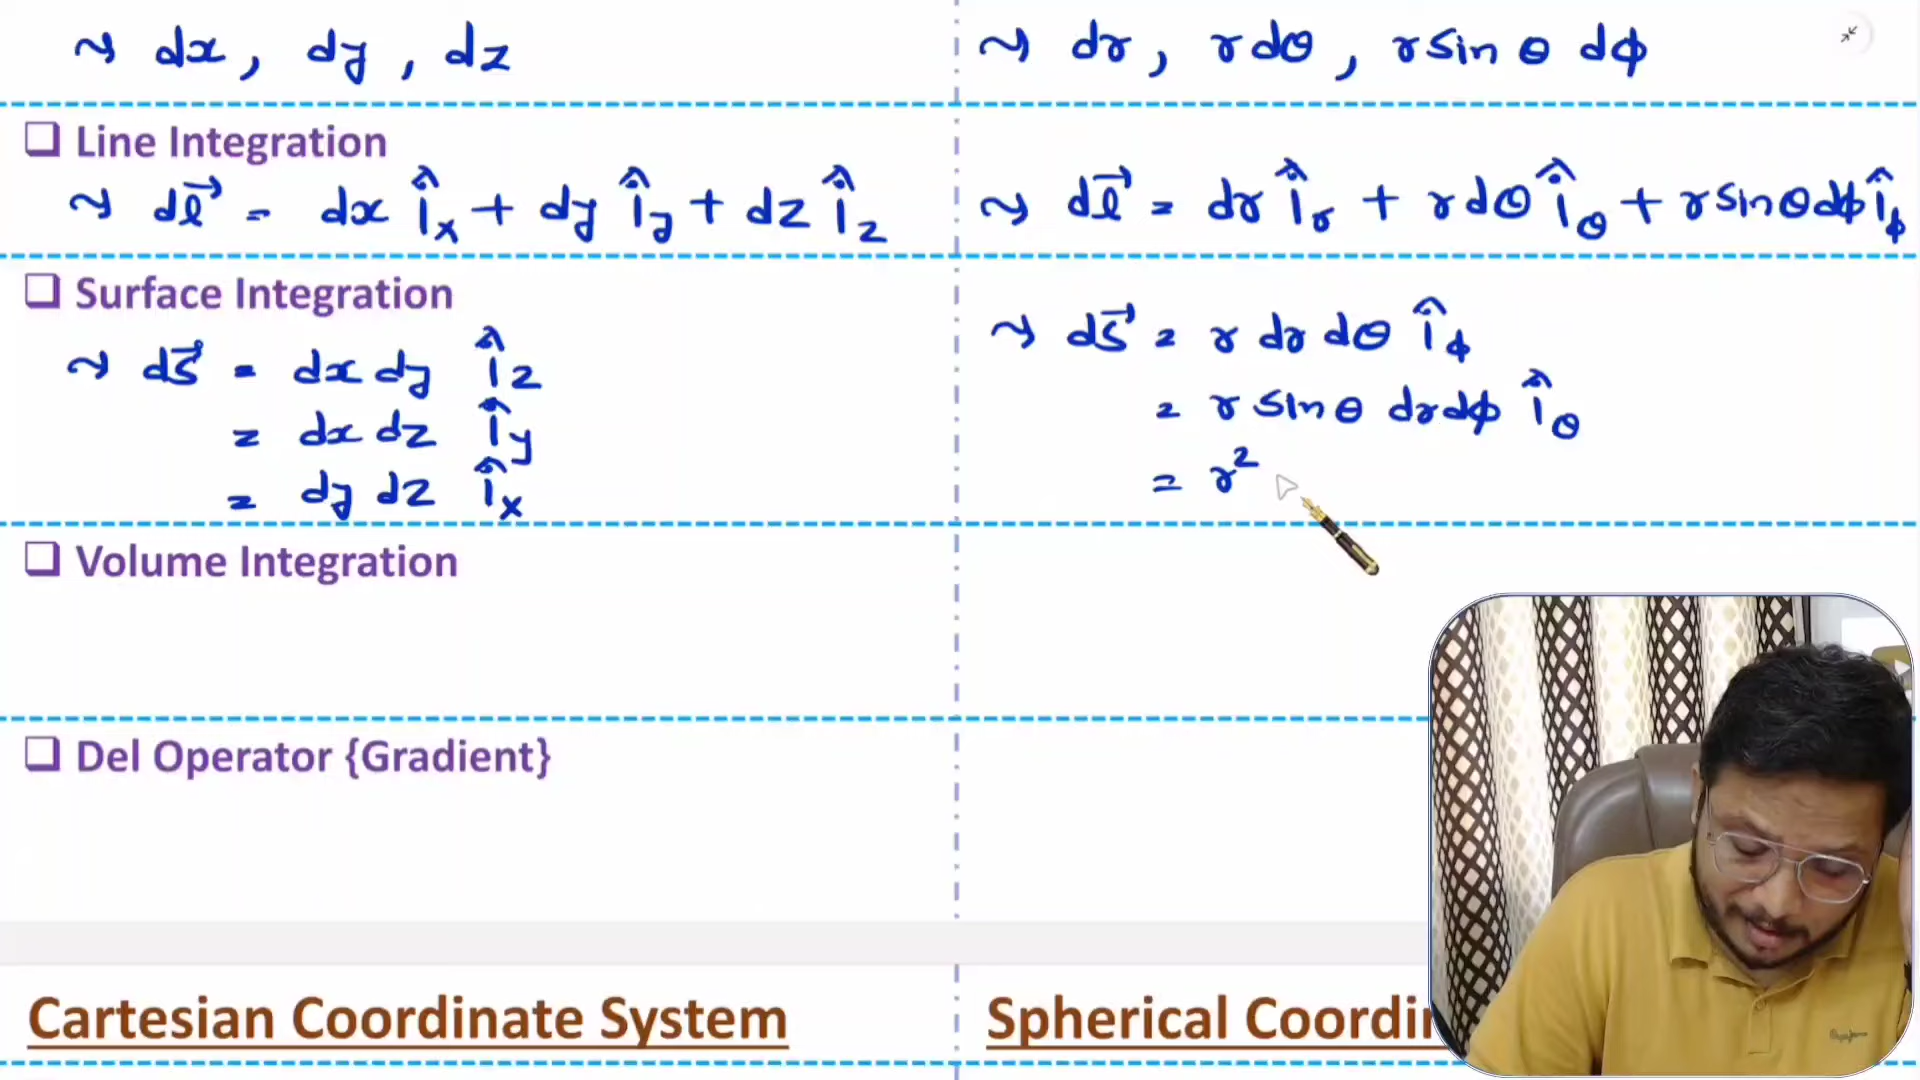 ~> dx, dy, dz
~> dr, r dθ, r sin θ dϕ
Line Integration
~> dl⃗ = dx î_x + dy î_y + dz î_z
~> dl⃗ = dr î_r + r dθ î_θ + r sinθ dϕ î_ϕ
Surface Integration
~> ds⃗ = dx dy î_z
= dx dz î_y
= dy dz î_x
~> ds⃗ = r dr dθ î_ϕ
= r sinθ dr dϕ î_θ
= r²
Volume Integration
Del Operator {Gradient}
Cartesian Coordinate System
Spherical Coordi